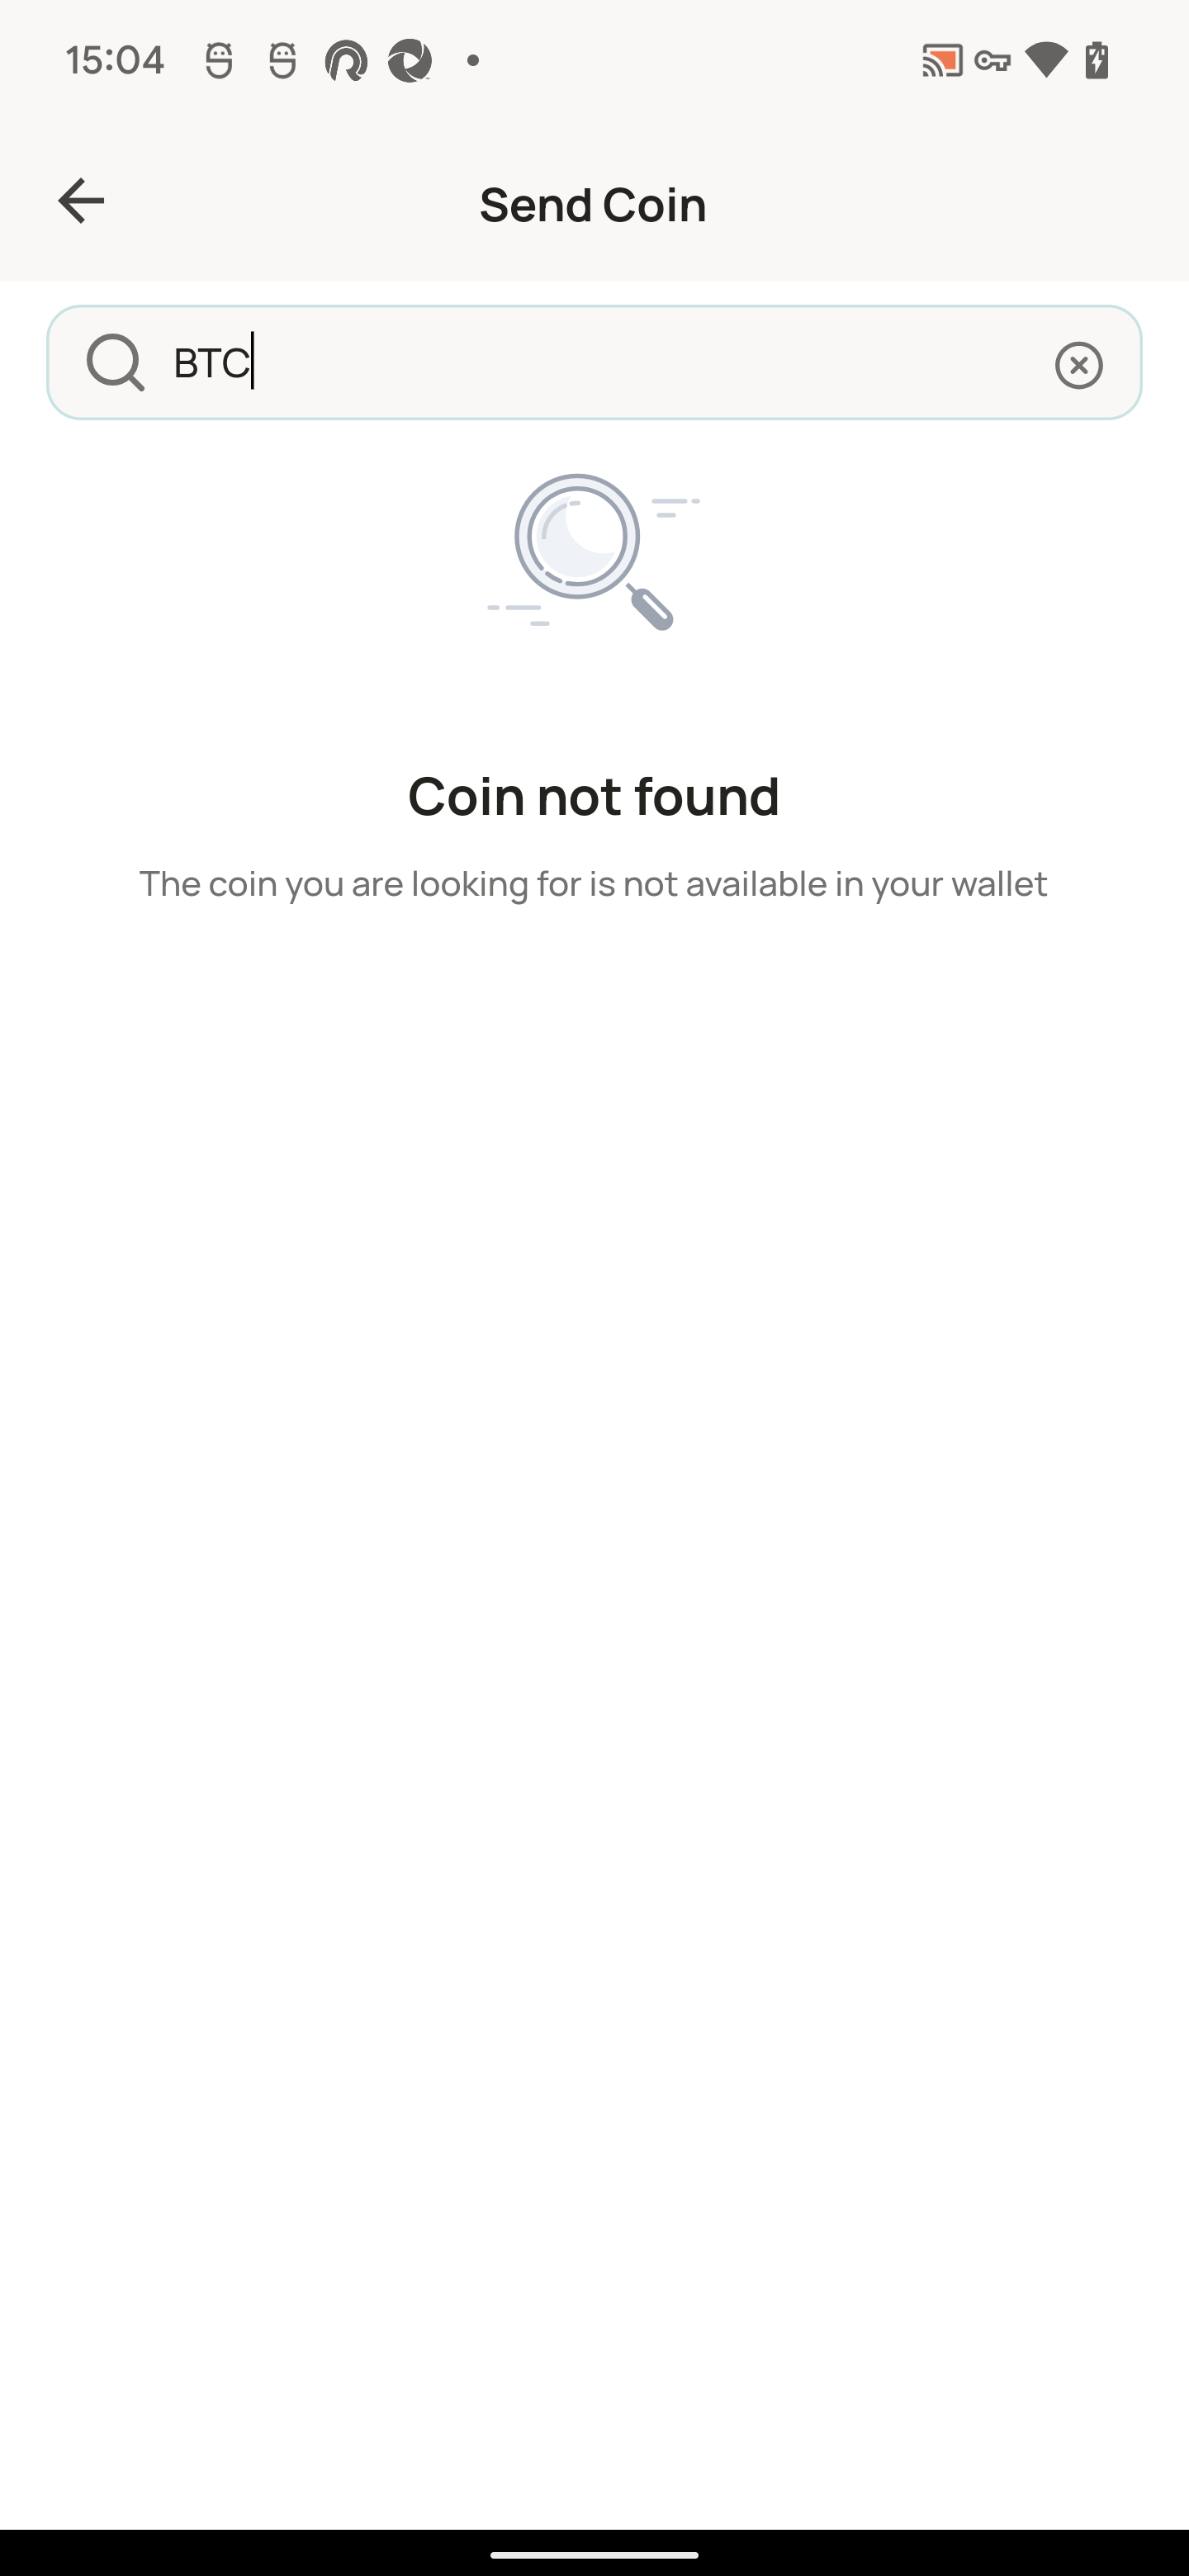 15:04
Send Coin
BTC
Coin not found
The coin you are looking for is not available in your wallet